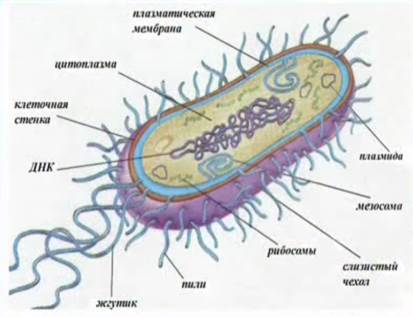 плазматическая
мембрана
цитоплазма
клеточная
стенка
ДНК
плазмида
мезосома
рибосомы
слизистый
чехол
пили
жгутик